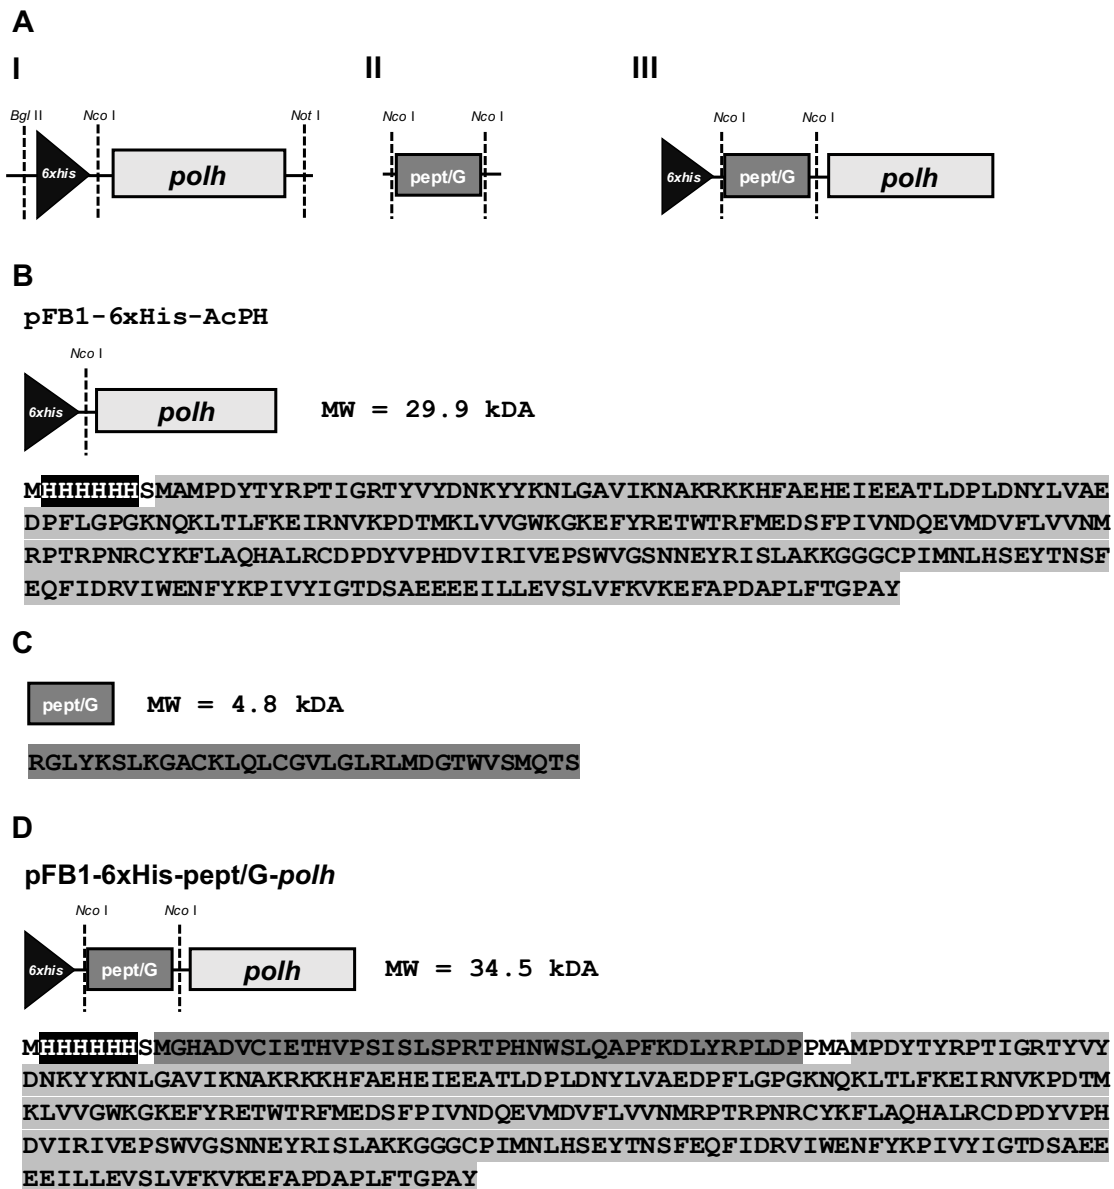 A
I II III
Bgl II Nco I Not I Nco I Nco I Nco I Nco I
6xhis polh pept/G 6xhis pept/G polh
B
pFB1-6xHis-AcPH
Nco I
6xhis polh MW = 29.9 kDA
MHHHHHHSMAMPDYTYRPTIGRTYVYDNKYYKNLGAVIKNAKRKKHFAEHEIEEATLDPLDNYLVAE
DPFLGPGKNQKLTLFKEIRNVKPDTMKLVVGWKGKEFYRETWTRFMEDSFPIVNDQEVMDVFLVVNM
RPTRPNRCYKFLAQHALRCDPDYVPHDVIRIVEPSWVGSNNEYRISLAKKGGGCPIMNLHSEYTNSF
EQFIDRVIWENFYKPIVYIGTDSAEEEEILLEVSLVFKVKEFAPDAPLFTGPAY
C
pept/G MW = 4.8 kDA
RGLYKSLKGACKLQLCGVLGLRLMDGTWVSMQTS
D
pFB1-6xHis-pept/G-polh
Nco I Nco I
6xhis pept/G polh MW = 34.5 kDA
MHHHHHHSMGHADVCIETHVPSISLSPRTPHNWSLQAPFKDLYRPLDPPMAMPDYTYRPTIGRTYVY
DNKYYKNLGAVIKNAKRKKHFAEHEIEEATLDPLDNYLVAEDPFLGPGKNQKLTLFKEIRNVKPDTM
KLVVGWKGKEFYRETWTRFMEDSFPIVNDQEVMDVFLVVNMRPTRPNRCYKFLAQHALRCDPDYVPH
DVIRIVEPSWVGSNNEYRISLAKKGGGCPIMNLHSEYTNSFEQFIDRVIWENFYKPIVYIGTDSAEE
EEILLEVSLVFKVKEFAPDAPLFTGPAY